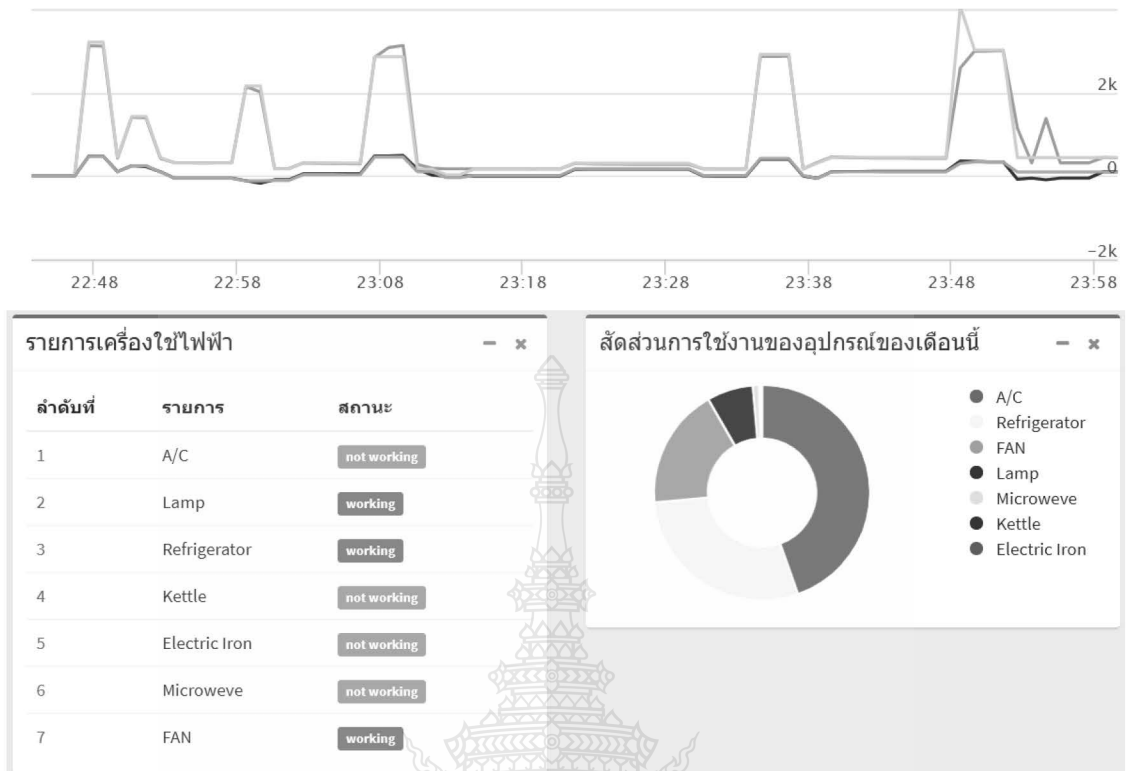 2k
0
−2k
22:48 22:58 23:08 23:18 23:28 23:38 23:48 23:58
รายการเครื่องใช้ไฟฟ้า
ลำดับที่ รายการ สถานะ
1 A/C not working
2 Lamp working
3 Refrigerator working
4 Kettle not working
5 Electric Iron not working
6 Microweve not working
7 FAN working
สัดส่วนการใช้งานของอุปกรณ์ของเดือนนี้
A/C
Refrigerator
FAN
Lamp
Microweve
Kettle
Electric Iron